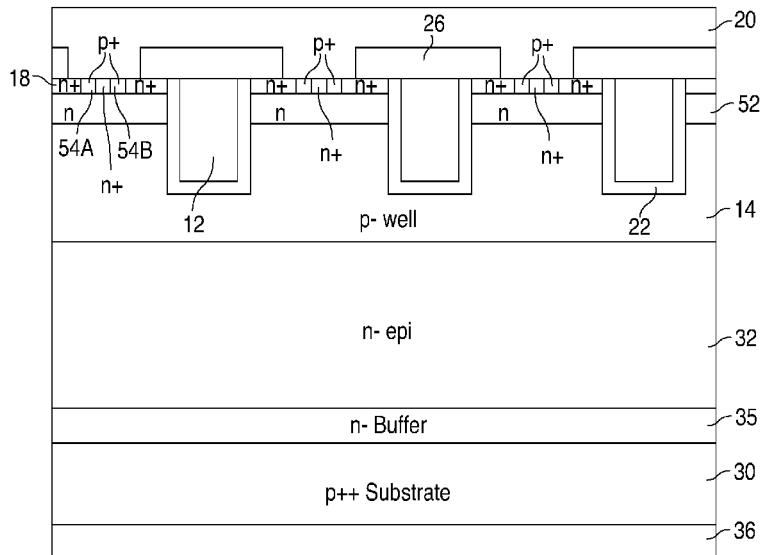 20
26
p+ p+ p+
18 n+ n+ n+ n+ n+ n+
n n n 52
54A 54B n+ n+
n+
12 22 14
p- well
n- epi 32
n- Buffer 35
30
p++ Substrate
36